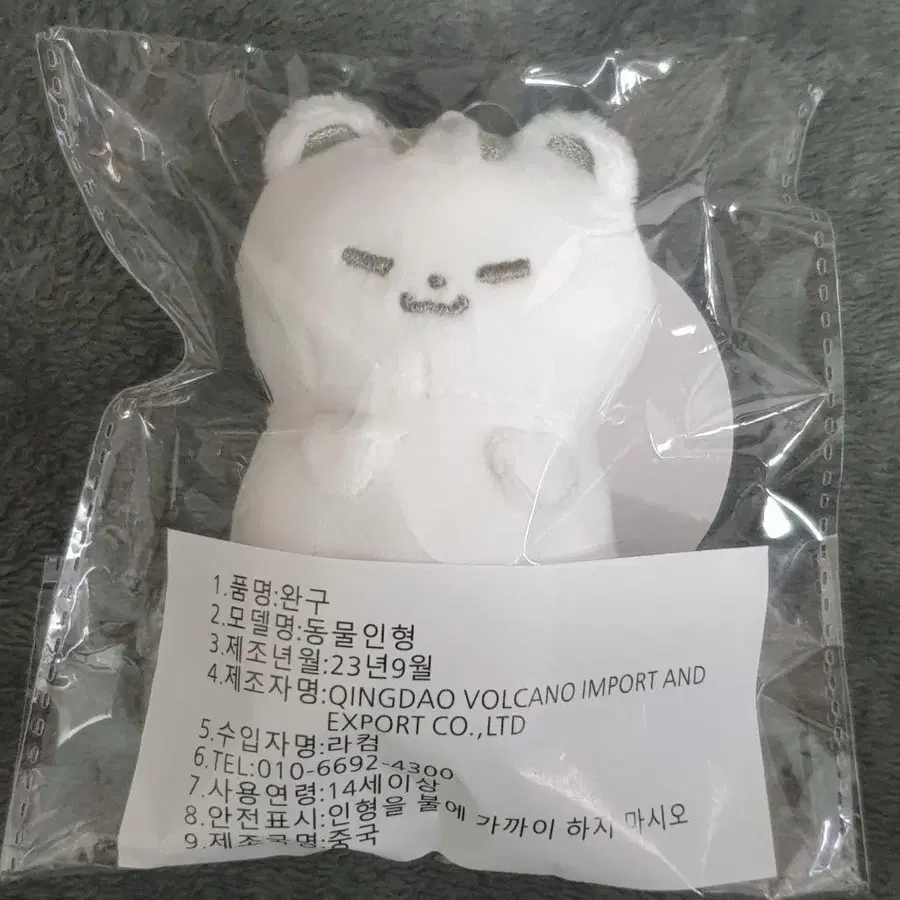 1.품명:완구
2.모델명:동물인형
3.제조년월:23년9월
4.제조자명:QINGDAO VOLCANO IMPORT AND
EXPORT CO.,LTD
5.수입자명:라컴
6.TEL:010-6692-4300
7.사용연령:14세이상
8.안전표시:인형을 불에 가까이 하지 마시오
9.제조국명:중국